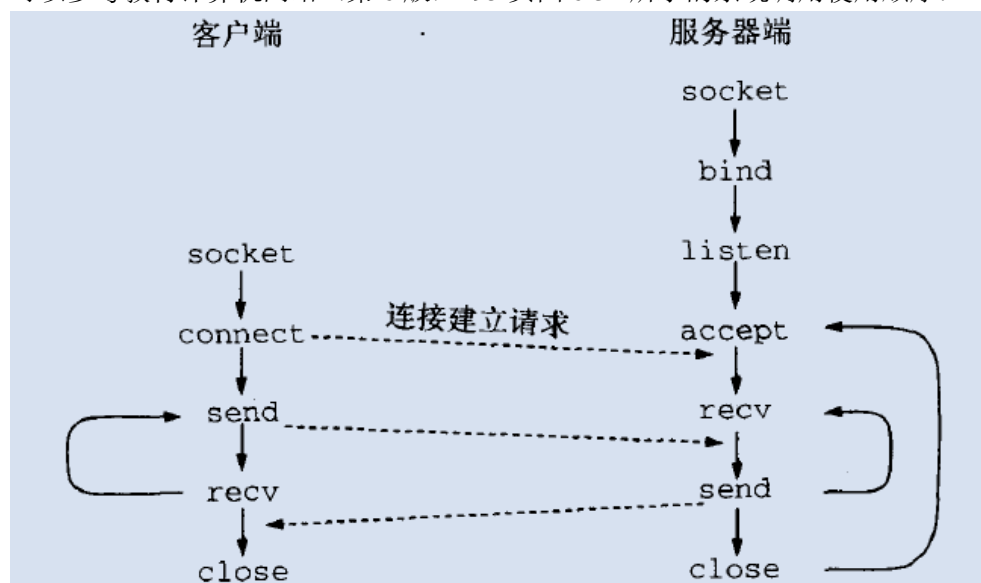 客户端
服务器端
socket
bind
listen
socket
connect
连接建立请求
accept
send
recv
recv
send
close
close